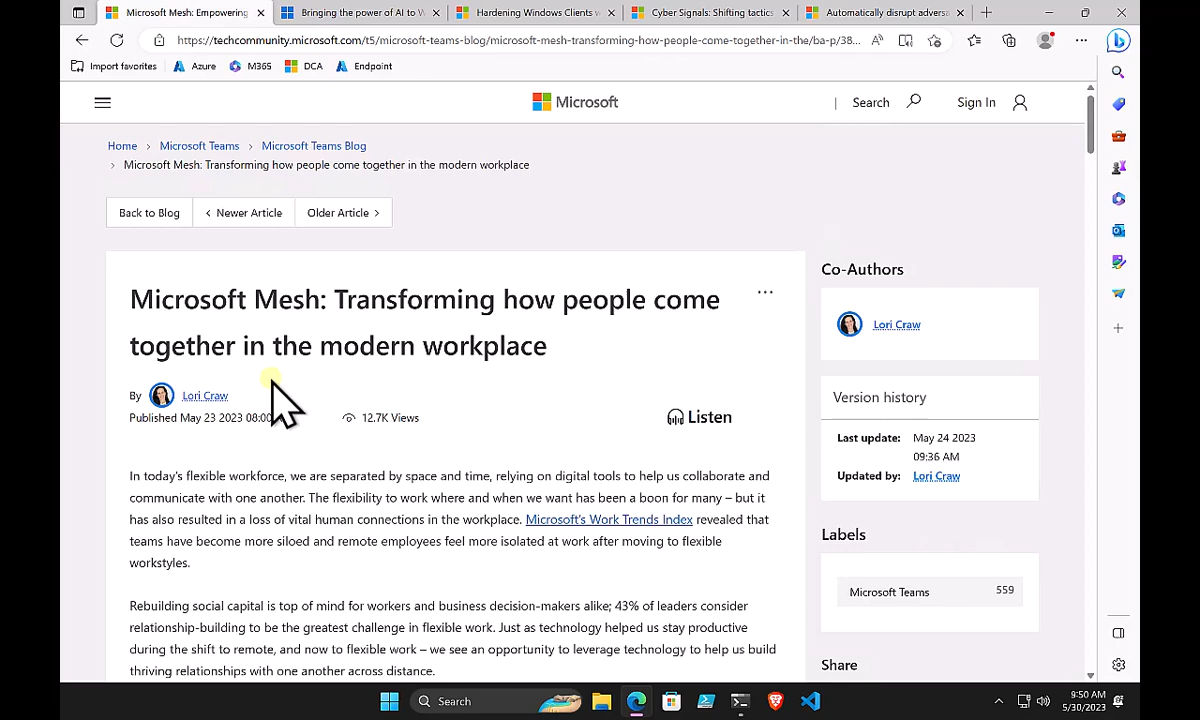 Microsoft Mesh: Empowering
Bringing the power of AI to W
Hardening Windows Clients w
Cyber Signals: Shifting tactics
Automatically disrupt adversa
https://techcommunity.microsoft.com/t5/microsoft-teams-blog/microsoft-mesh-transforming-how-people-come-together-in-the/ba-p/38...
Import favorites
Azure
M365
DCA
Endpoint
Microsoft
Search
Sign In
Home > Microsoft Teams > Microsoft Teams Blog
> Microsoft Mesh: Transforming how people come together in the modern workplace
Back to Blog
< Newer Article
Older Article >
Microsoft Mesh: Transforming how people come
together in the modern workplace
By Lori Craw
Published May 23 2023 08:00
12.7K Views
Listen
In today's flexible workforce, we are separated by space and time, relying on digital tools to help us collaborate and
communicate with one another. The flexibility to work where and when we want has been a boon for many – but it
has also resulted in a loss of vital human connections in the workplace. Microsoft's Work Trends Index revealed that
teams have become more siloed and remote employees feel more isolated at work after moving to flexible
workstyles.
Rebuilding social capital is top of mind for workers and business decision-makers alike; 43% of leaders consider
relationship-building to be the greatest challenge in flexible work. Just as technology helped us stay productive
during the shift to remote, and now to flexible work – we see an opportunity to leverage technology to help us build
thriving relationships with one another across distance.
Co-Authors
Lori Craw
Version history
Last update: May 24 2023
09:36 AM
Updated by: Lori Craw
Labels
Microsoft Teams 559
Share
Search
9:50 AM
5/30/2023